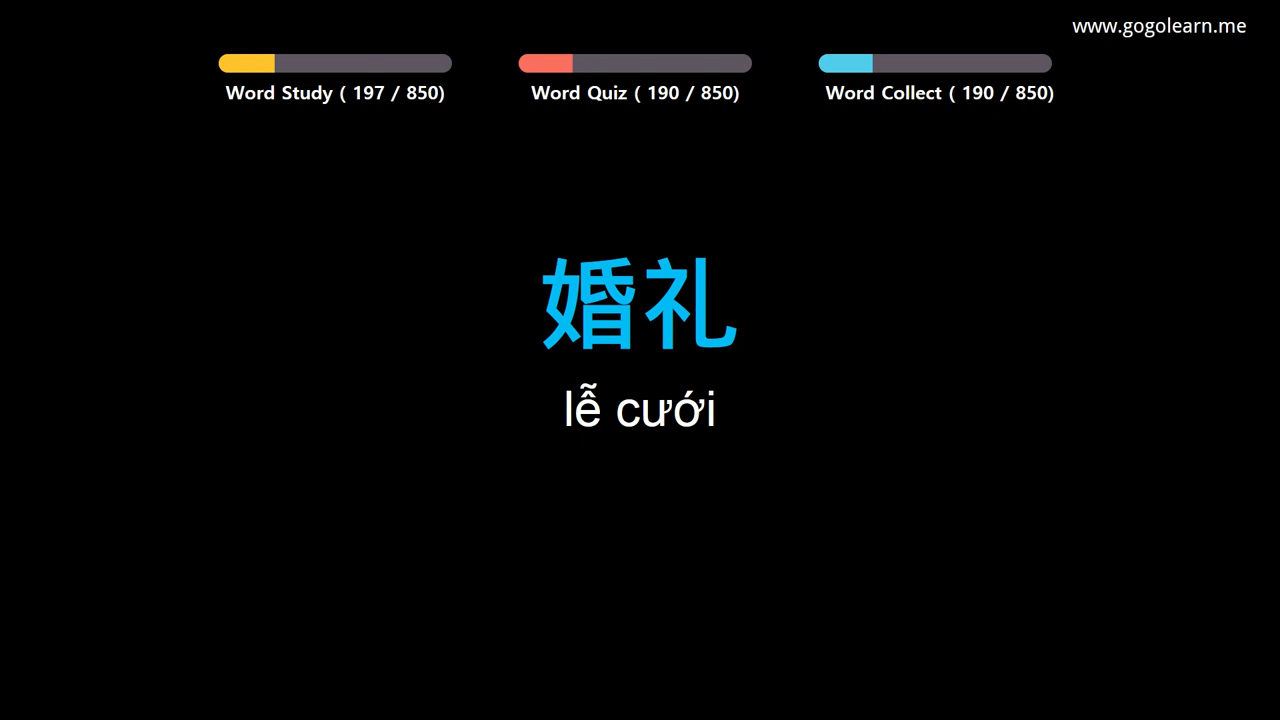 www.gogolearn.me
Word Study ( 197 / 850)
Word Quiz ( 190 / 850)
Word Collect ( 190 / 850)
婚礼
lễ cưới